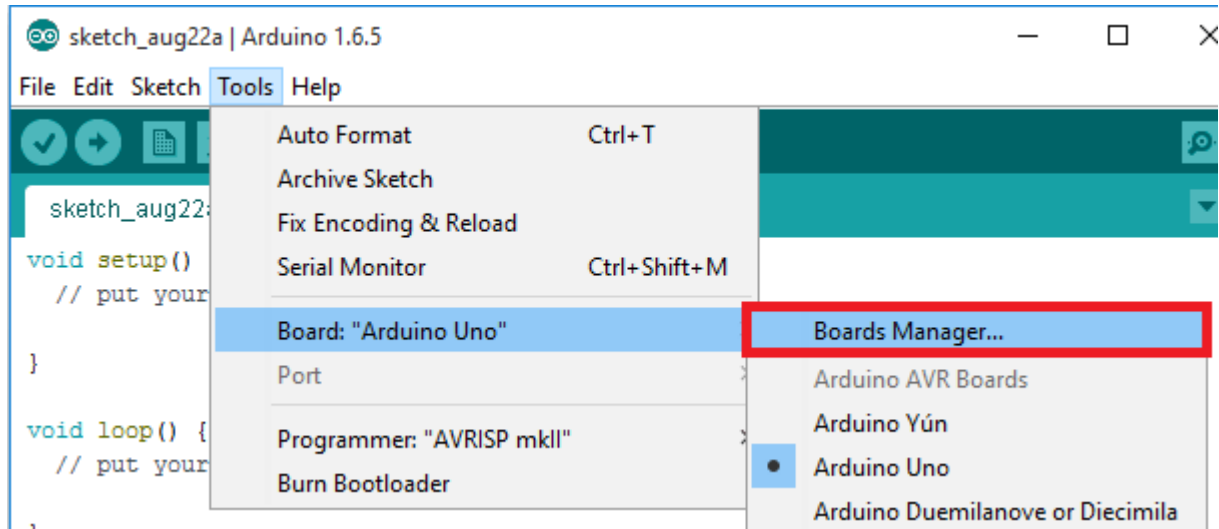 sketch_aug22a | Arduino 1.6.5
File Edit Sketch Tools Help
Auto Format Ctrl+T
Archive Sketch
sketch_aug22a
Fix Encoding & Reload
void setup()
Serial Monitor Ctrl+Shift+M
// put your
Board: "Arduino Uno"
Boards Manager...
}
Port
Arduino AVR Boards
Arduino Yún
void loop() {
Programmer: "AVRISP mkII"
// put your
Arduino Uno
Burn Bootloader
Arduino Duemilanove or Diecimila